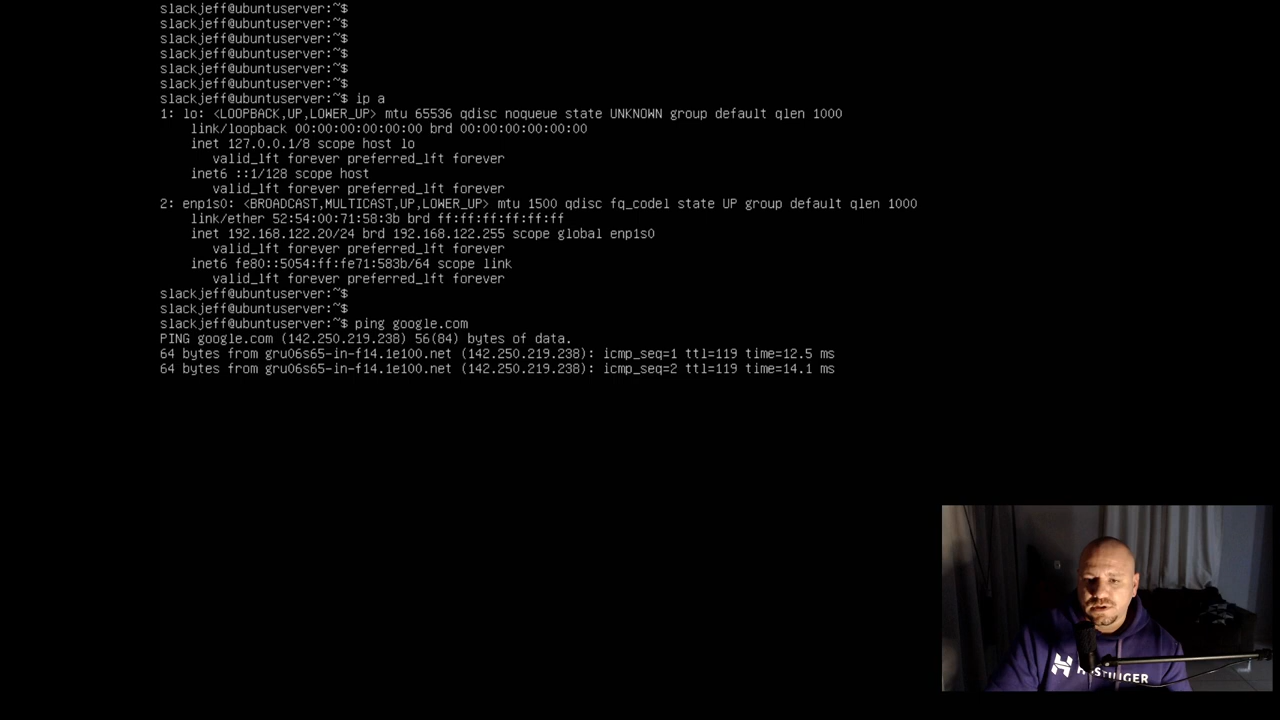 slackjeff@ubuntuserver:~$
slackjeff@ubuntuserver:~$
slackjeff@ubuntuserver:~$
slackjeff@ubuntuserver:~$
slackjeff@ubuntuserver:~$
slackjeff@ubuntuserver:~$
slackjeff@ubuntuserver:~$ ip a
1: lo: <LOOPBACK,UP,LOWER_UP> mtu 65536 qdisc noqueue state UNKNOWN group default qlen 1000
    link/loopback 00:00:00:00:00:00 brd 00:00:00:00:00:00
    inet 127.0.0.1/8 scope host lo
       valid_lft forever preferred_lft forever
    inet6 ::1/128 scope host
       valid_lft forever preferred_lft forever
2: enp1s0: <BROADCAST,MULTICAST,UP,LOWER_UP> mtu 1500 qdisc fq_codel state UP group default qlen 1000
    link/ether 52:54:00:71:58:3b brd ff:ff:ff:ff:ff:ff
    inet 192.168.122.20/24 brd 192.168.122.255 scope global enp1s0
       valid_lft forever preferred_lft forever
    inet6 fe80::5054:ff:fe71:583b/64 scope link
       valid_lft forever preferred_lft forever
slackjeff@ubuntuserver:~$
slackjeff@ubuntuserver:~$
slackjeff@ubuntuserver:~$ ping google.com
PING google.com (142.250.219.238) 56(84) bytes of data.
64 bytes from gru06s65-in-f14.1e100.net (142.250.219.238): icmp_seq=1 ttl=119 time=12.5 ms
64 bytes from gru06s65-in-f14.1e100.net (142.250.219.238): icmp_seq=2 ttl=119 time=14.1 ms